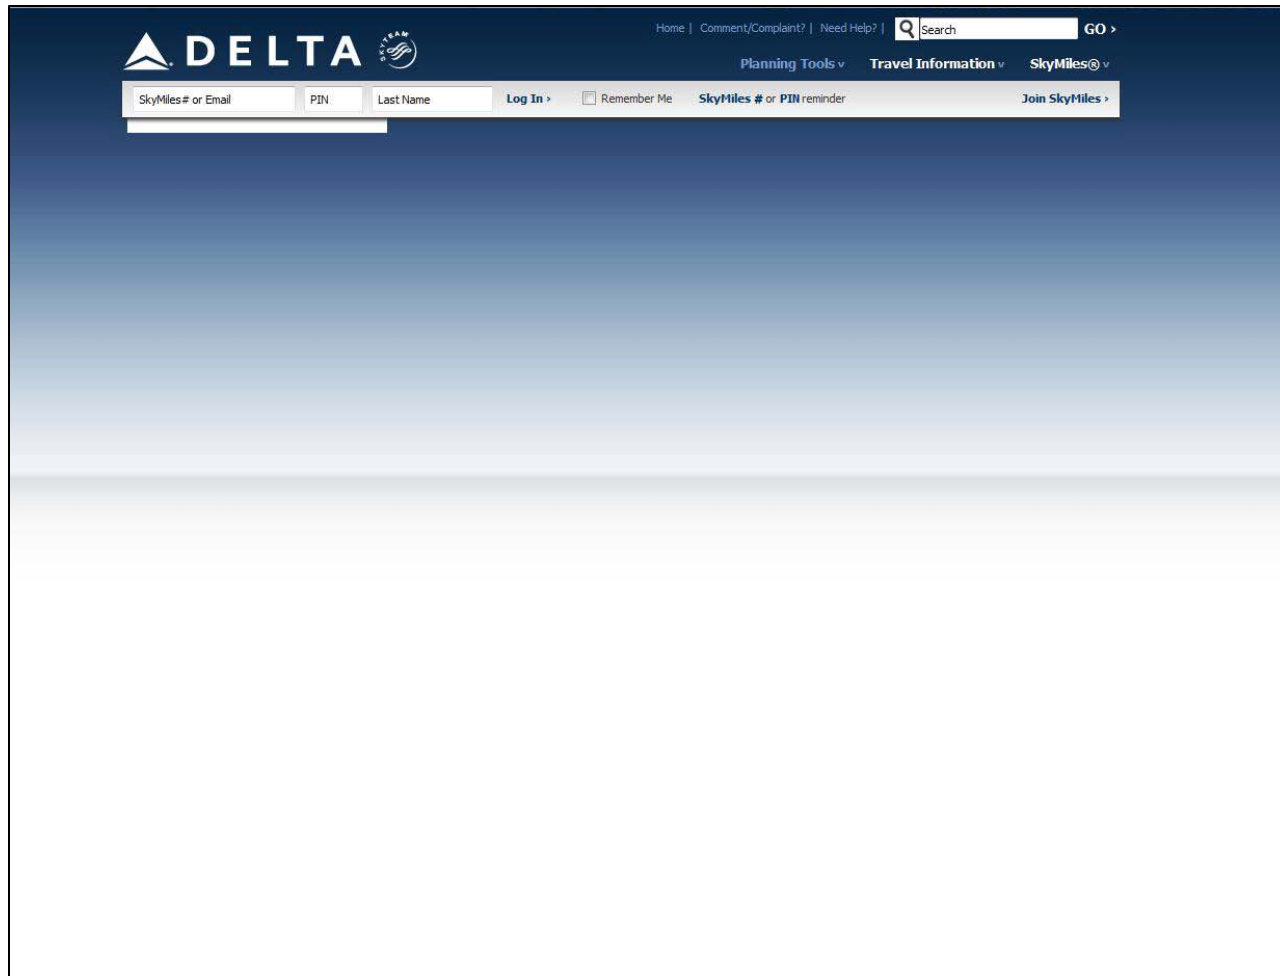 Home | Comment/Complaint? | Need Help? | Search GO ›
DELTA SKYTEAM
Planning Tools v Travel Information v SkyMiles® v
SkyMiles# or Email PIN Last Name Log In › Remember Me SkyMiles # or PIN reminder Join SkyMiles ›